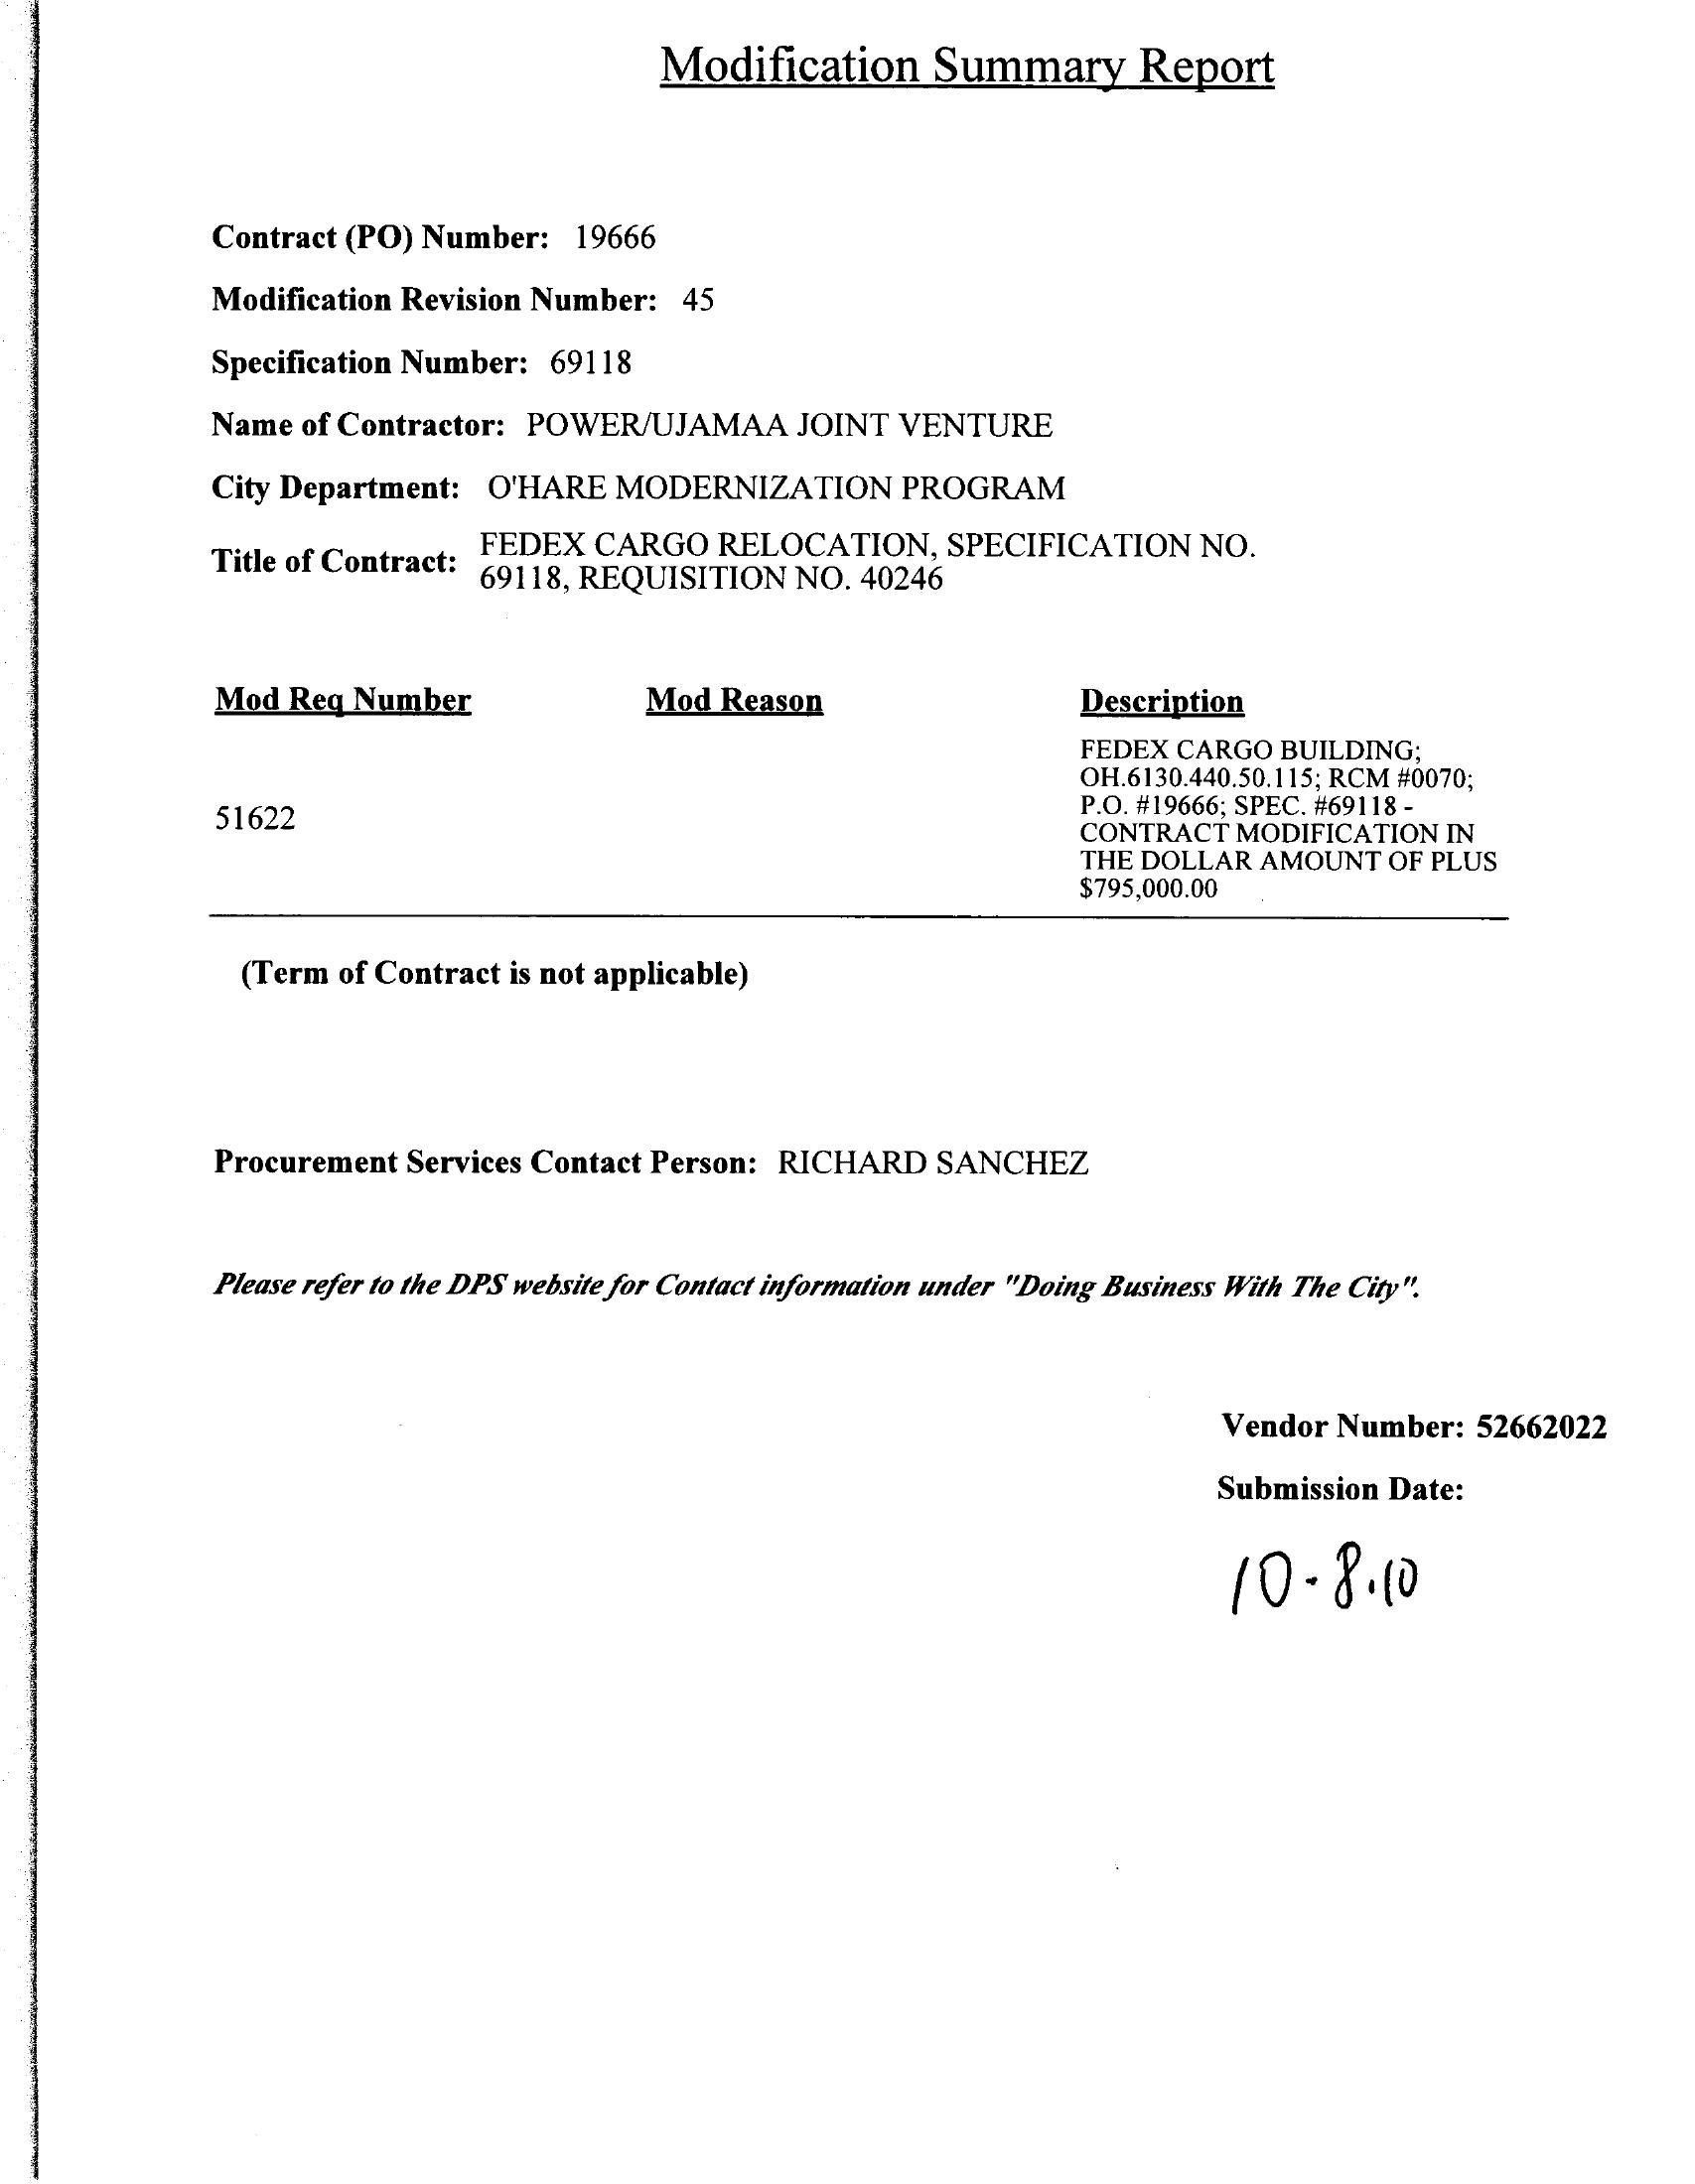 Modification Summary Report
Contract (PO) Number: 19666
Modification Revision Number: 45
Specification Number: 69118
Name of Contractor: POWER/UJAMAA JOINT VENTURE
City Department: O'HARE MODERNIZATION PROGRAM
Title of Contract: FEDEX CARGO RELOCATION, SPECIFICATION NO.
69118, REQUISITION NO. 40246
Mod Req Number Mod Reason Description
FEDEX CARGO BUILDING;
OH.6130.440.50.115; RCM #0070;
P.O. #19666; SPEC. #69118 -
51622
CONTRACT MODIFICATION IN
THE DOLLAR AMOUNT OF PLUS
$795,000.00
(Term of Contract is not applicable)
Procurement Services Contact Person: RICHARD SANCHEZ
Please refer to the DPS website for Contact information under "Doing Business With The City".
Vendor Number: 52662022
Submission Date:
10-8.10